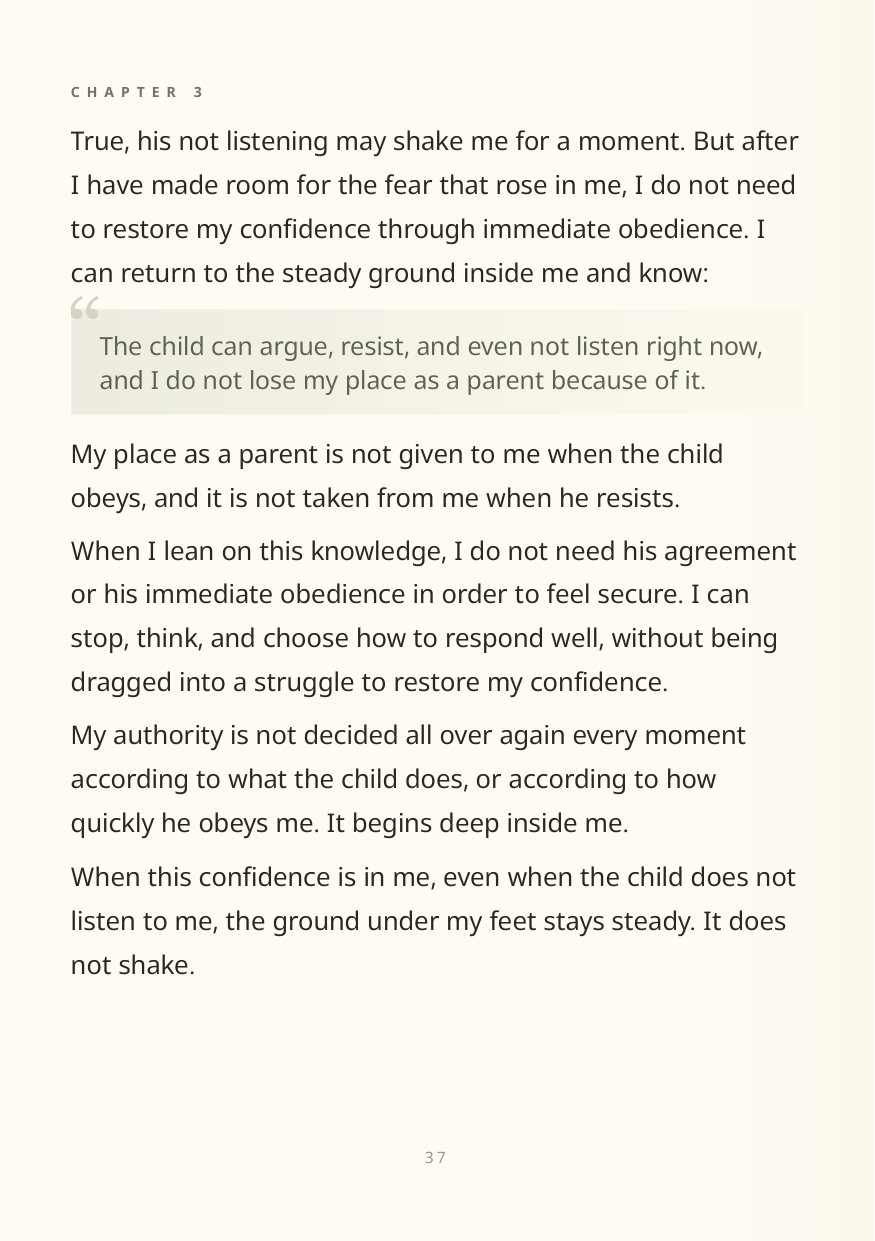 CHAPTER 3
True, his not listening may shake me for a moment. But after
I have made room for the fear that rose in me, I do not need
to restore my confidence through immediate obedience. I
can return to the steady ground inside me and know:
“
The child can argue, resist, and even not listen right now,
and I do not lose my place as a parent because of it.
My place as a parent is not given to me when the child
obeys, and it is not taken from me when he resists.
When I lean on this knowledge, I do not need his agreement
or his immediate obedience in order to feel secure. I can
stop, think, and choose how to respond well, without being
dragged into a struggle to restore my confidence.
My authority is not decided all over again every moment
according to what the child does, or according to how
quickly he obeys me. It begins deep inside me.
When this confidence is in me, even when the child does not
listen to me, the ground under my feet stays steady. It does
not shake.
37